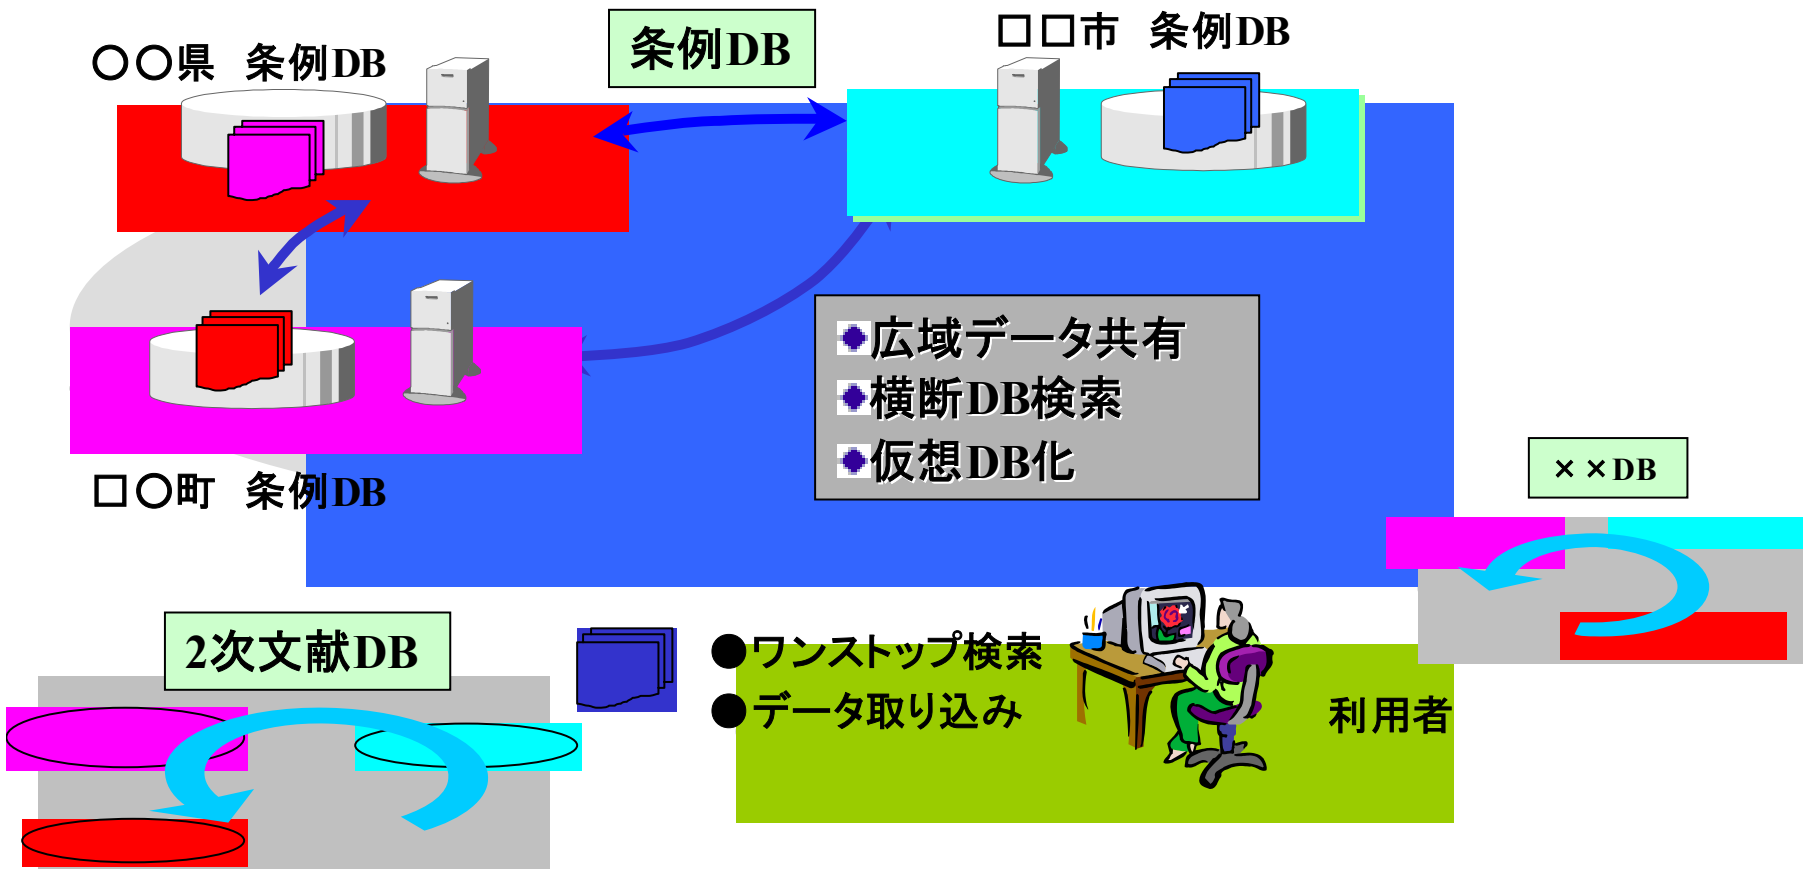 条例DB
○○県　条例DB
□□市　条例DB
広域データ共有
横断DB検索
仮想DB化
□○町　条例DB
××DB
2次文献DB
●ワンストップ検索
●データ取り込み
利用者